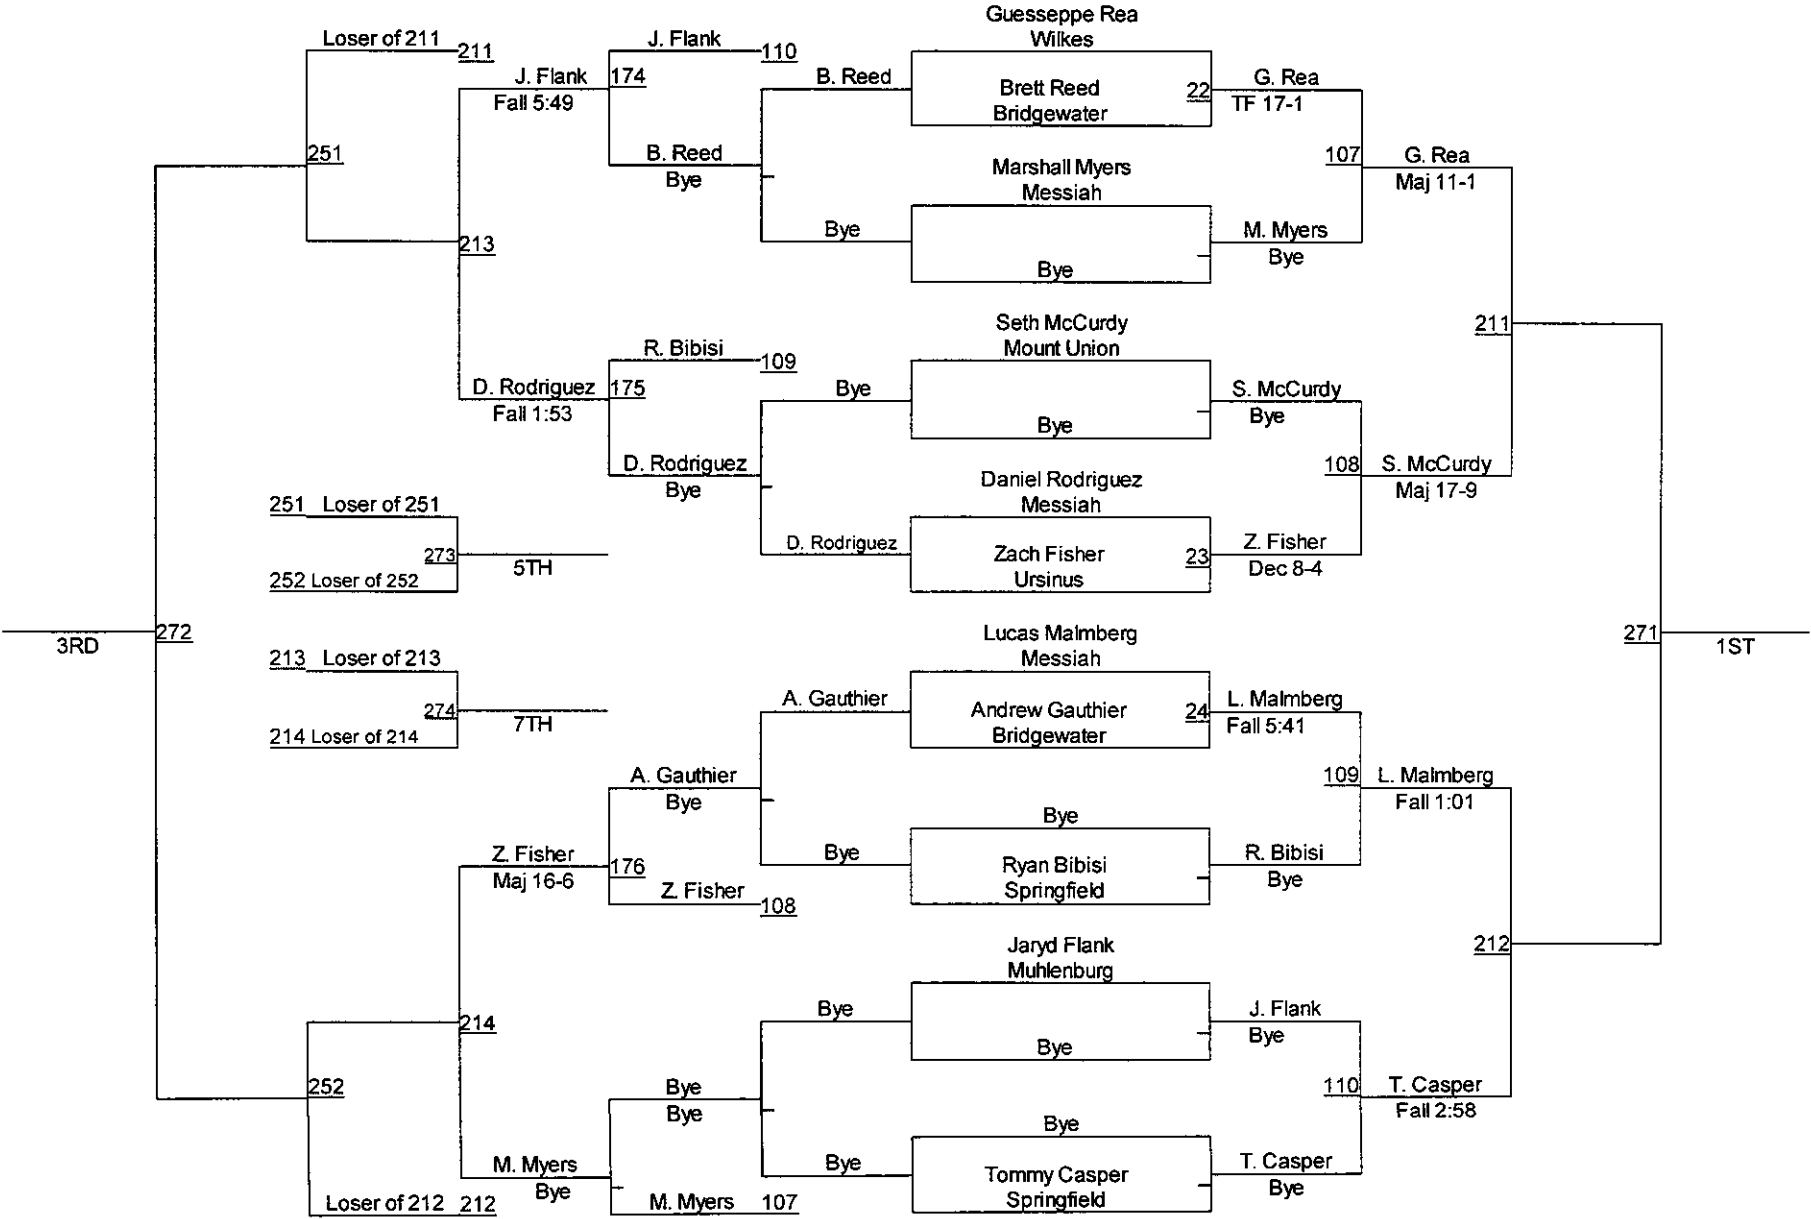 Guesseppe Rea
Wilkes
Loser of 211
211
J. Flank
110
J. Flank
174
Fall 5:49
B. Reed
Brett Reed
Bridgewater
22
G. Rea
TF 17-1
251
B. Reed
Bye
Marshall Myers
Messiah
107
G. Rea
Maj 11-1
213
Bye
Bye
M. Myers
Bye
Seth McCurdy
Mount Union
211
R. Bibisi
109
D. Rodriguez
175
Fall 1:53
Bye
Bye
S. McCurdy
Bye
D. Rodriguez
Bye
Daniel Rodriguez
Messiah
108
S. McCurdy
Maj 17-9
251 Loser of 251
273
5TH
252 Loser of 252
D. Rodriguez
Zach Fisher
Ursinus
23
Z. Fisher
Dec 8-4
3RD
272
Lucas Malmberg
Messiah
271
1ST
213 Loser of 213
274
7TH
214 Loser of 214
A. Gauthier
Andrew Gauthier
Bridgewater
24
L. Malmberg
Fall 5:41
A. Gauthier
Bye
109
L. Malmberg
Fall 1:01
Bye
Z. Fisher
Maj 16-6
176
Bye
Ryan Bibisi
Springfield
R. Bibisi
Bye
Z. Fisher
108
Jaryd Flank
Muhlenburg
212
214
Bye
Bye
J. Flank
Bye
252
Bye
Bye
110
T. Casper
Fall 2:58
Bye
M. Myers
Bye
Bye
Tommy Casper
Springfield
T. Casper
Bye
Loser of 212
212
M. Myers
107